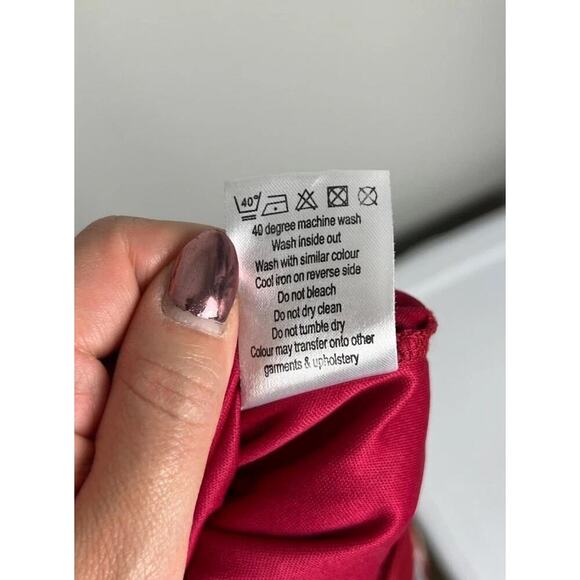 40°
40 degree machine wash
Wash inside out
Wash with similar colour
Cool iron on reverse side
Do not bleach
Do not dry clean
Do not tumble dry
Colour may transfer onto other
garments & upholstery